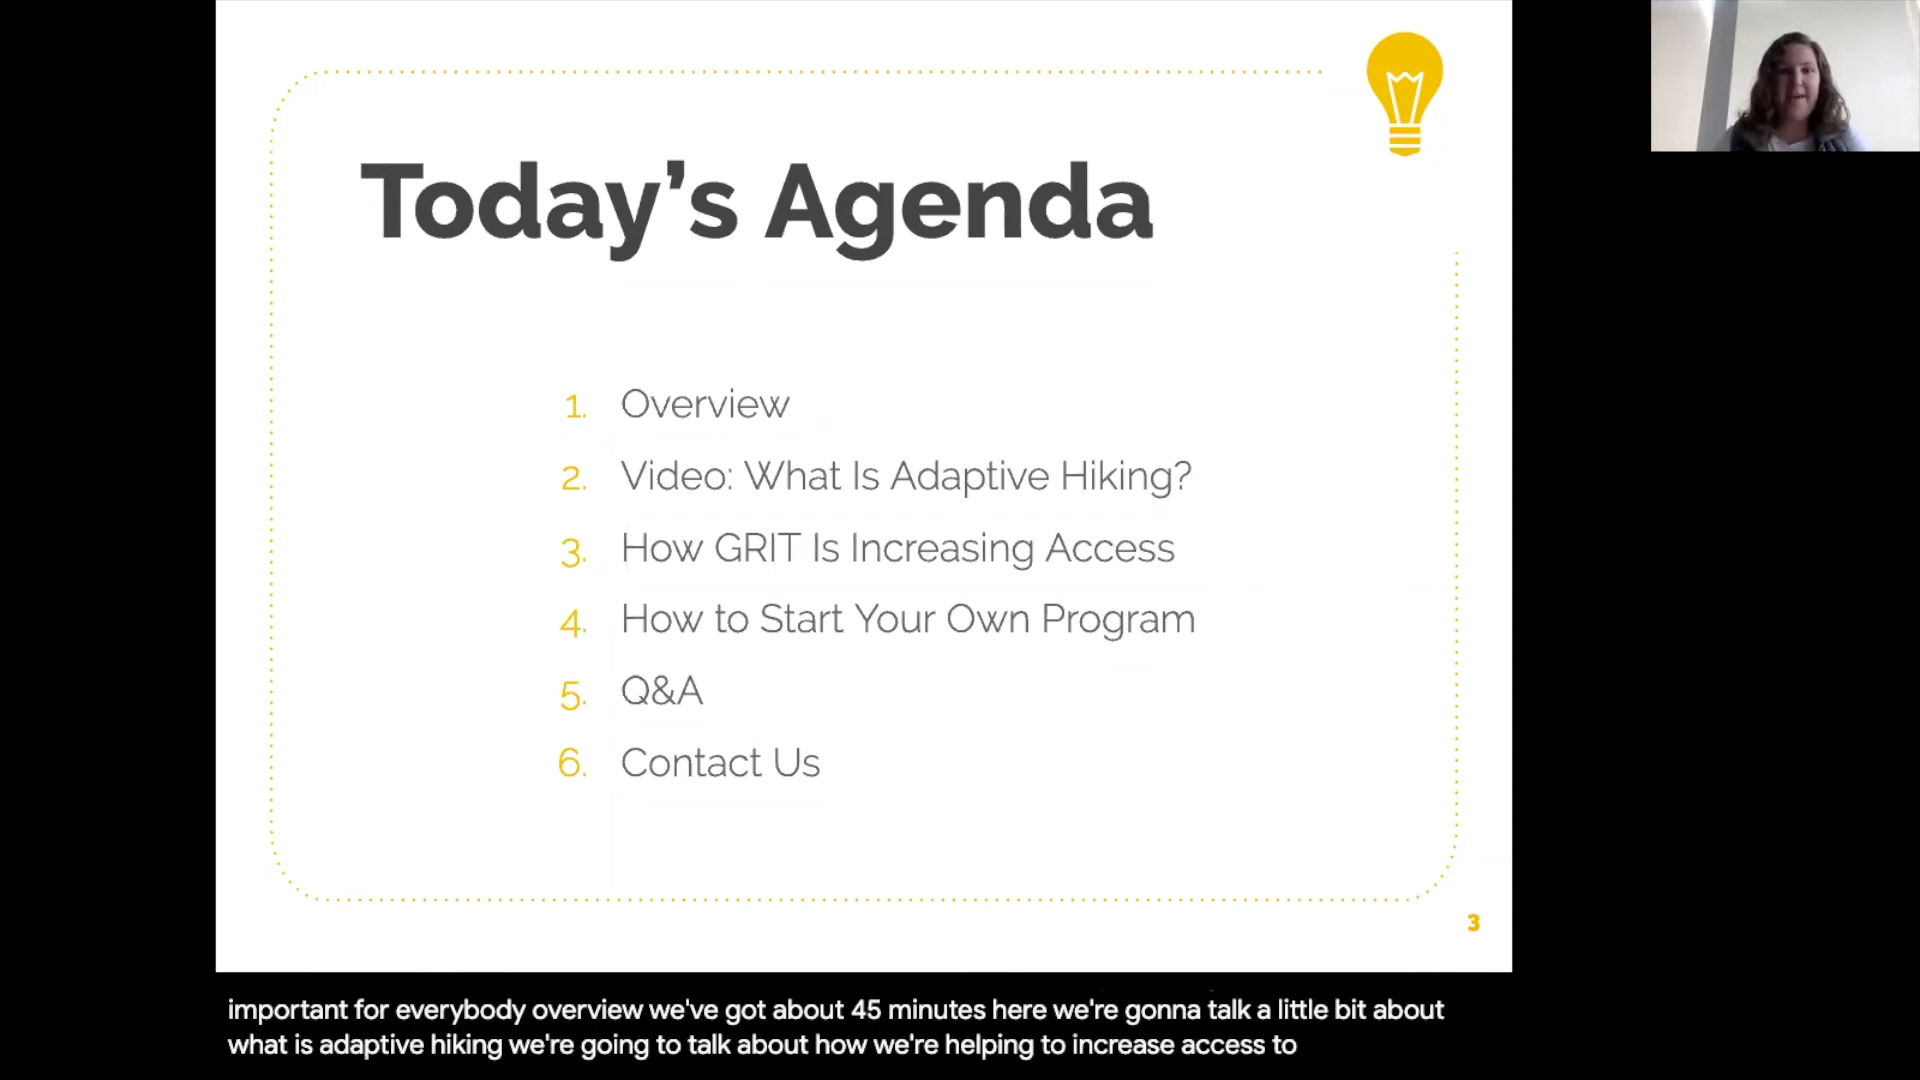 Today’s Agenda
1. Overview
2. Video: What Is Adaptive Hiking?
3. How GRIT Is Increasing Access
4. How to Start Your Own Program
5. Q&A
6. Contact Us
3
important for everybody overview we've got about 45 minutes here we're gonna talk a little bit about
what is adaptive hiking we're going to talk about how we're helping to increase access to